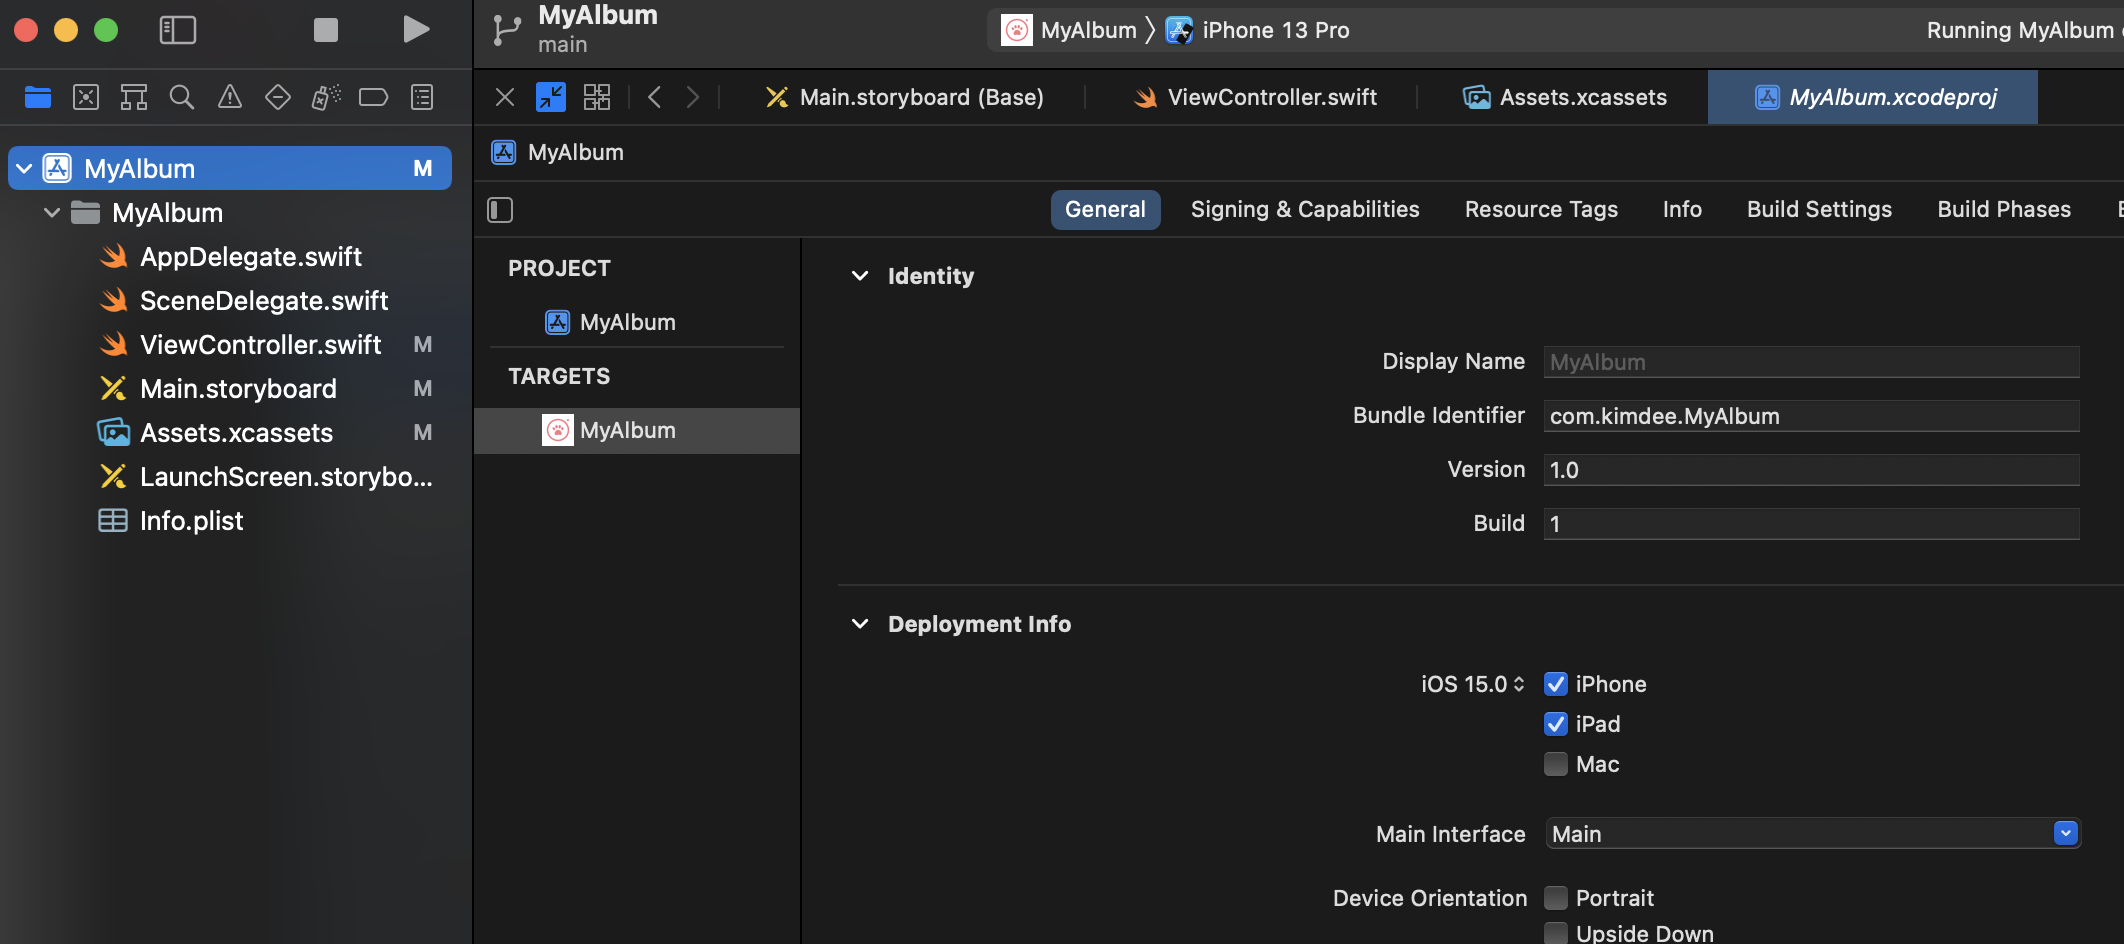 MyAlbum
main
MyAlbum
iPhone 13 Pro
Running MyAlbum
Main.storyboard (Base)
ViewController.swift
Assets.xcassets
MyAlbum.xcodeproj
MyAlbum M
MyAlbum
AppDelegate.swift
SceneDelegate.swift
ViewController.swift M
Main.storyboard M
Assets.xcassets M
LaunchScreen.storybo...
Info.plist
MyAlbum
General
Signing & Capabilities
Resource Tags
Info
Build Settings
Build Phases
PROJECT
MyAlbum
TARGETS
MyAlbum
Identity
Display Name MyAlbum
Bundle Identifier com.kimdee.MyAlbum
Version 1.0
Build 1
Deployment Info
iOS 15.0 iPhone
iPad
Mac
Main Interface Main
Device Orientation Portrait
Upside Down